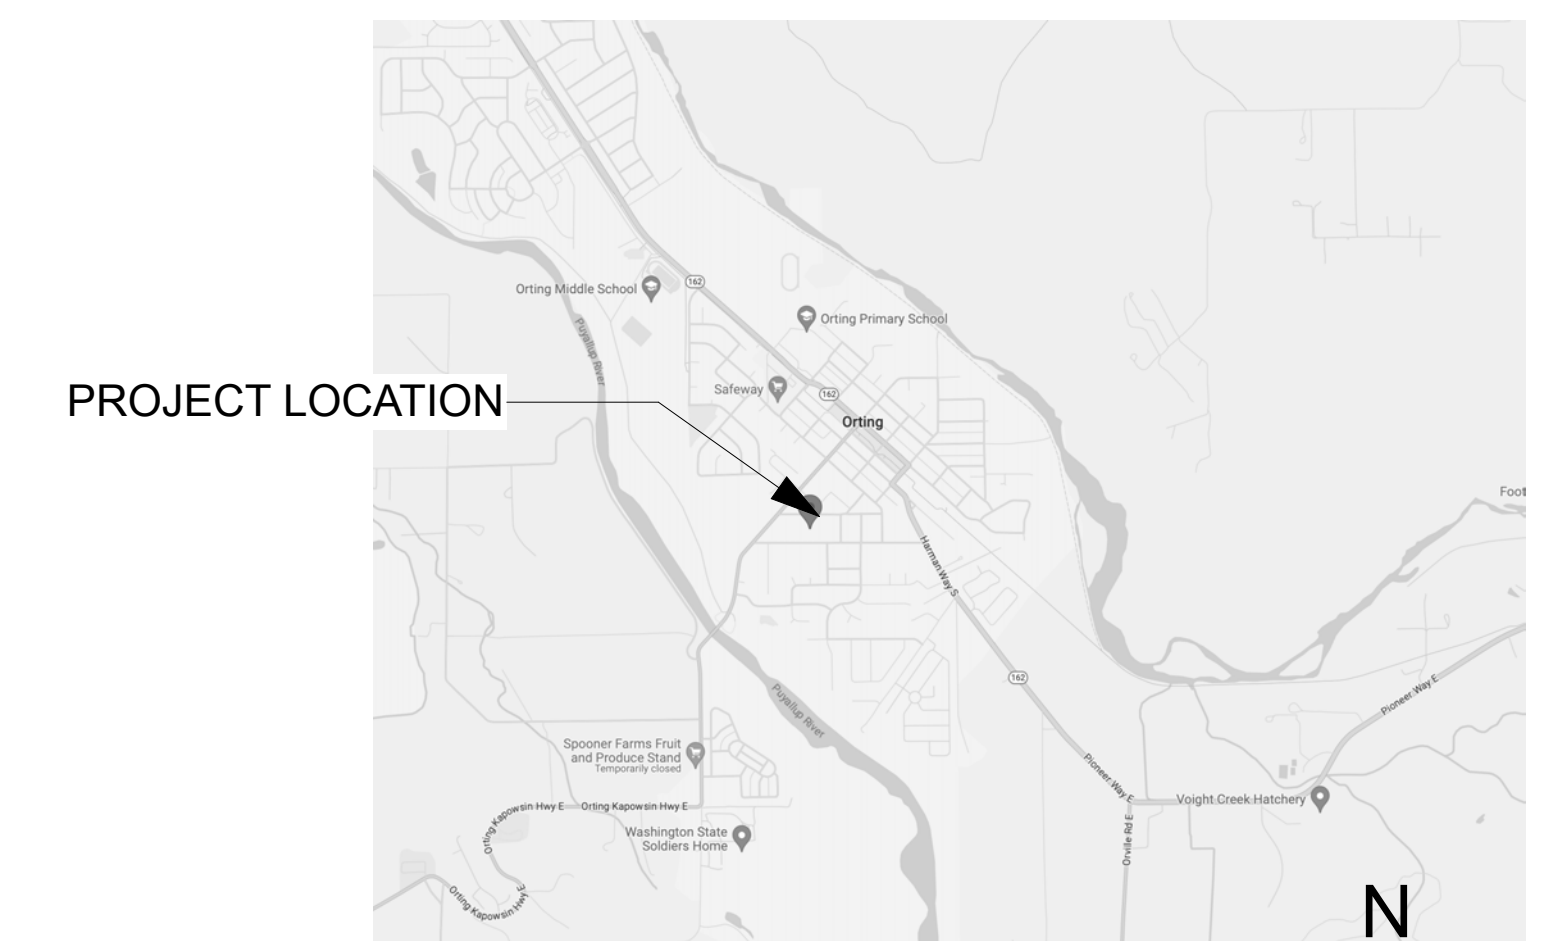 162
Orting Middle School
Orting Primary School
Puyallup River
PROJECT LOCATION
Safeway
162
Orting
Foot
Harman Way S
162
Pioneer Way E
Puyallup River
Spooner Farms Fruit
and Produce Stand
Temporarily closed
Pioneer Way E
Voight Creek Hatchery
Orting Kapowsin Hwy E
Orting Kapowsin Hwy E
Washington State
Soldiers Home
Orville Rd E
Orting Kapowsin Hwy E
N